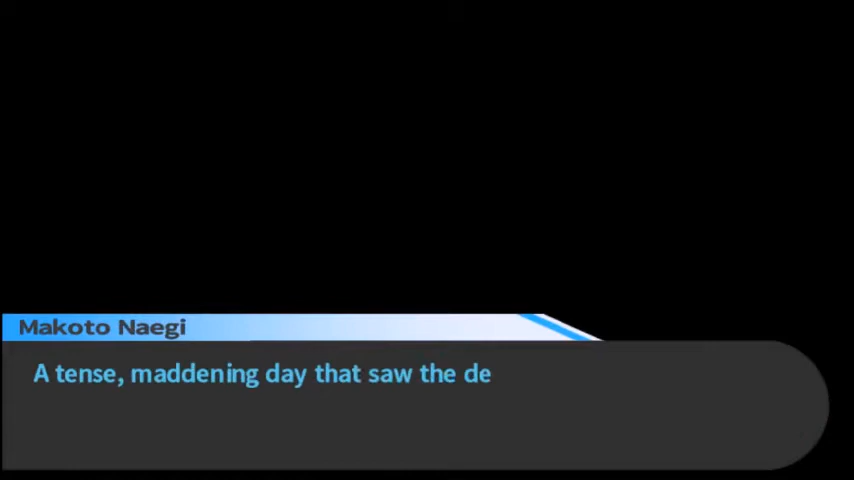 Makoto Naegi
A tense, maddening day that saw the de